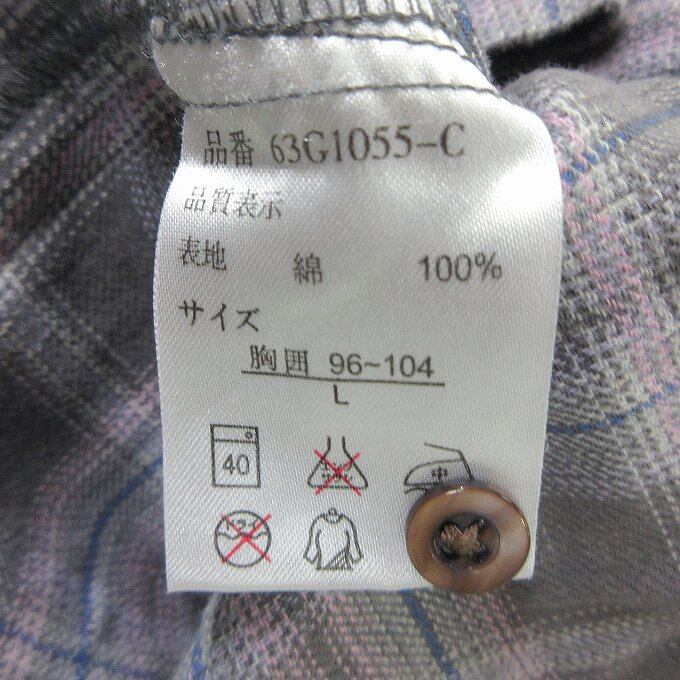 品番 63G1055-C
品質表示
表地 綿 100%
サイズ
胸囲 96~104
L
40 中